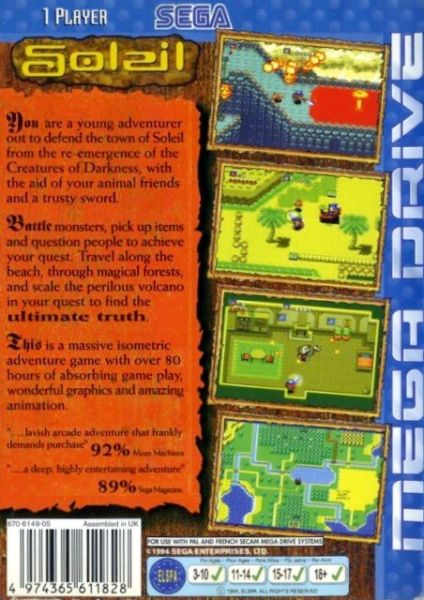 1 PLAYER
SEGA
Soleil
You are a young adventurer
out to defend the town of Soleil
from the re-emergence of the
Creatures of Darkness, with
the aid of your animal friends
and a trusty sword.
Battle monsters, pick up items
and question people to achieve
your quest. Travel along the
beach, through magical forests,
and scale the perilous volcano
in your quest to find the
ultimate truth.
This is a massive isometric
adventure game with over 80
hours of absorbing game play,
wonderful graphics and amazing
animation.
".....lavish arcade adventure that frankly
demands purchase" 92% Mean Machines
".....a deep, highly entertaining adventure"
89% Sega Magazine.
MEGA DRIVE
670-6149-05
Assembled in UK
4 974365 611828
FOR USE WITH PAL AND FRENCH SECAM MEGA DRIVE SYSTEMS
© 1994 SEGA ENTERPRISES, LTD.
ELSPA
3-10 ✓ 11-14 ✓ 15-17 ✓ 18+ ✓
© 1994, ELSPA. ALL RIGHTS RESERVED